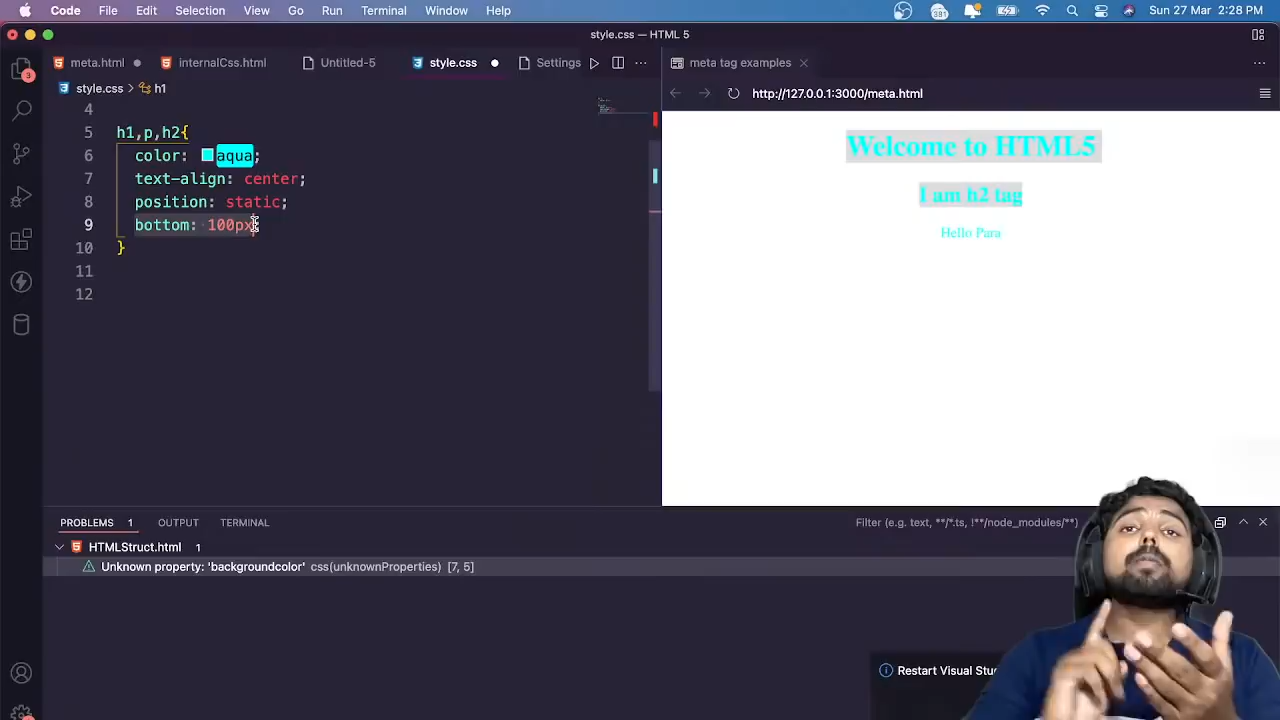 Code File Edit Selection View Go Run Terminal Window Help 381 Sun 27 Mar 2:28 PM
style.css — HTML 5
meta.html internalCss.html Untitled-5 style.css Settings meta tag examples
style.css > h1 http://127.0.0.1:3000/meta.html
3
4
5 h1,p,h2{
6 color: aqua;
7 text-align: center;
8 position: static;
9 bottom: 100px
10 }
11
12
Welcome to HTML5
I am h2 tag
Hello Para
PROBLEMS 1 OUTPUT TERMINAL Filter (e.g. text, **/*.ts, !**/node_modules/**)
HTMLStruct.html 1
Unknown property: 'backgroundcolor' css(unknownProperties) [7, 5]
Restart Visual Stu